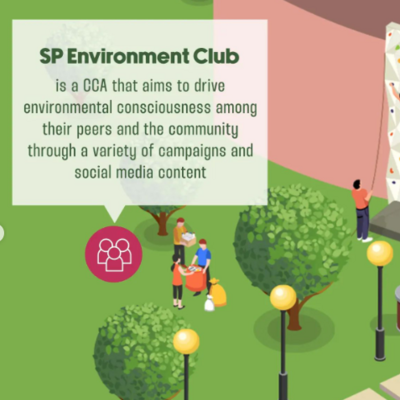 SP Environment Club
is a CCA that aims to drive
environmental consciousness among
their peers and the community
through a variety of campaigns and
social media content